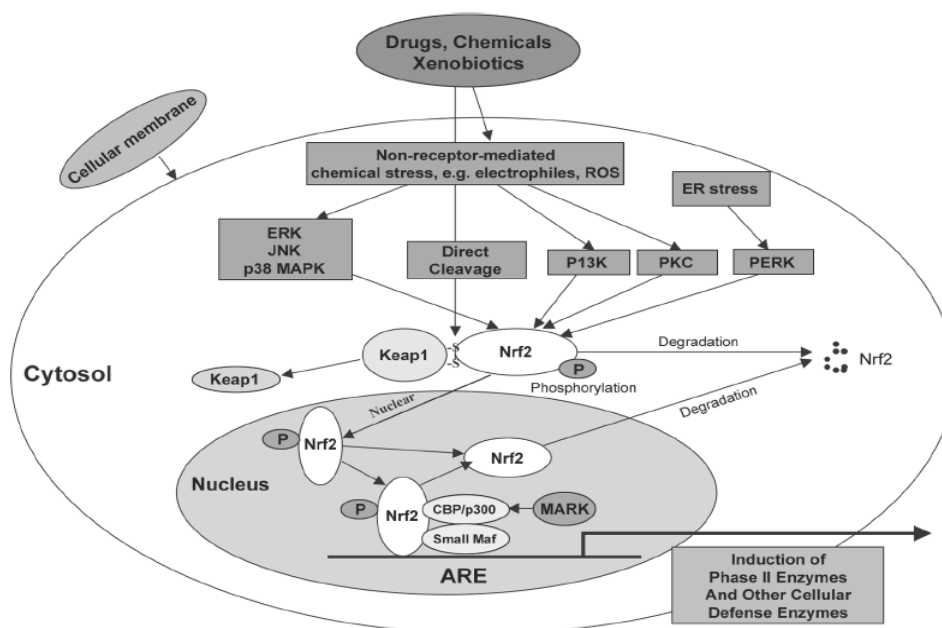 Drugs, Chemicals
Xenobiotics
Cellular membrane
Non-receptor-mediated
chemical stress, e.g. electrophiles, ROS
ER stress
ERK
JNK
p38 MAPK
Direct
Cleavage
P13K
PKC
PERK
Keap1
-S
-S
Nrf2
P
Phosphorylation
Degradation
Nrf2
Cytosol
Keap1
Nuclear
Degradation
P
Nrf2
Nrf2
Nucleus
P
Nrf2
CBP/p300
MARK
Small Maf
ARE
Induction of
Phase II Enzymes
And Other Cellular
Defense Enzymes